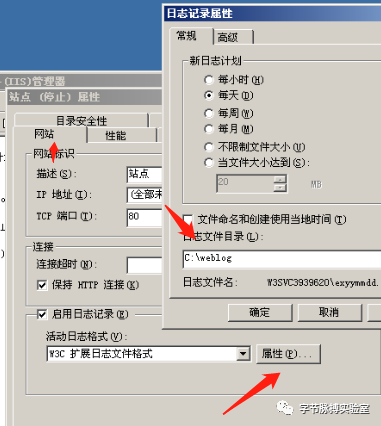 日志记录属性
常规
高级
新日志计划
每小时(H)
每天(D)
每周(W)
每月(M)
不限制文件大小(U)
当文件大小达到(S):
20
MB
文件命名和创建使用当地时间(T)
日志文件目录(L):
C:\weblog
日志文件名:
W3SVC3939620\exyymmdd.
确定
取消
(IIS)管理器
站点 (停止) 属性
目录安全性
网站
性能
网站标识
描述(S):
站点
IP 地址(I):
(全部未
TCP 端口(T):
80
连接
连接超时(N):
保持 HTTP 连接(K)
启用日志记录(E)
活动日志格式(V):
W3C 扩展日志文件格式
属性(P)...
字节脉搏实验室